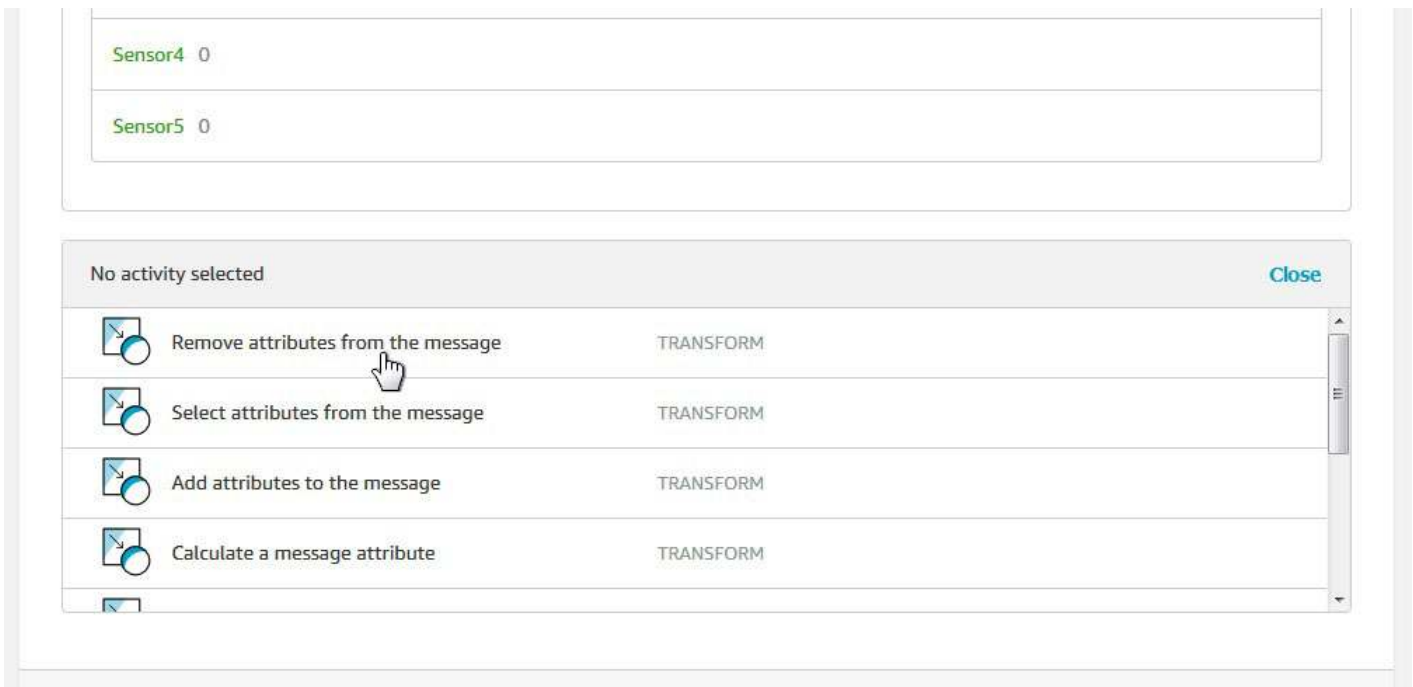 Sensor4 0
Sensor5 0
No activity selected Close
Remove attributes from the message TRANSFORM
Select attributes from the message TRANSFORM
Add attributes to the message TRANSFORM
Calculate a message attribute TRANSFORM